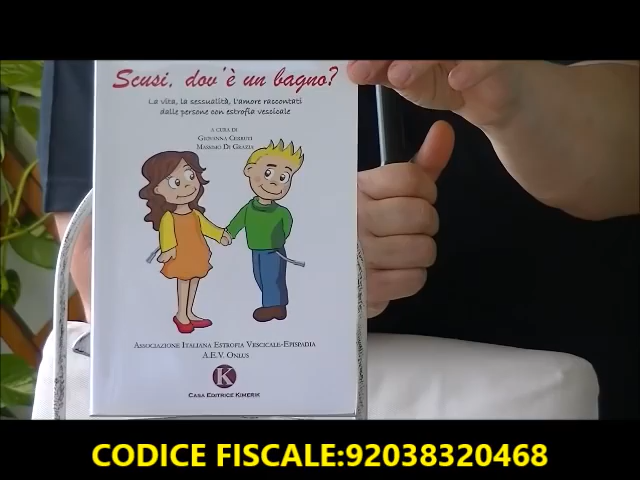 Scusi, dov'è un bagno?
La vita, la sessualità, l'amore raccontati
dalle persone con estrofia vescicale
A CURA DI
GIOVANNA CERRUTI
MASSIMO DI GRAZIA
ASSOCIAZIONE ITALIANA ESTROFIA VESCICALE-EPISPADIA
A.E.V. ONLUS
K
CASA EDITRICE KIMERIK
CODICE FISCALE:92038320468